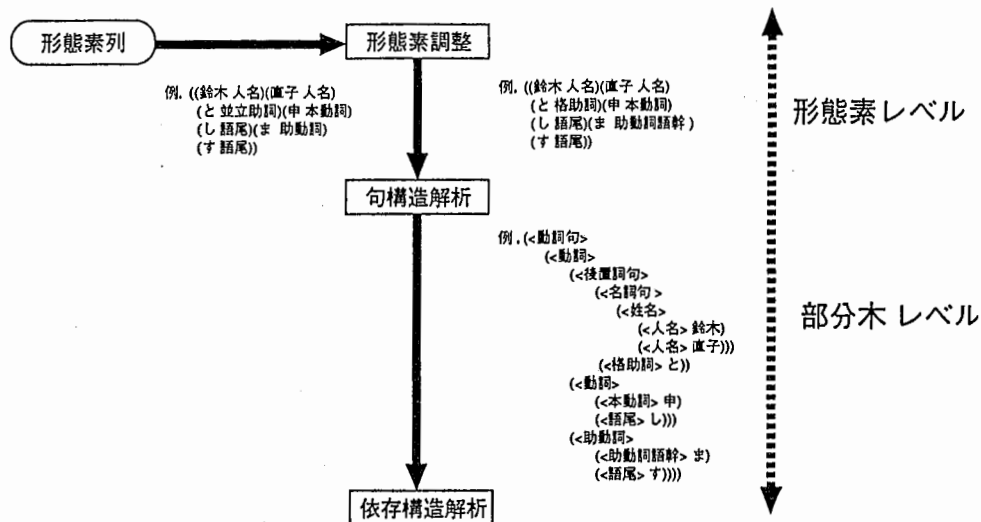 形態素列
形態素調整
例. ((鈴木 人名)(直子 人名)
(と 並立助詞)(申 本動詞)
(し 語尾)(ま 助動詞)
(す 語尾))
例. ((鈴木 人名)(直子 人名)
(と 格助詞)(申 本動詞)
(し 語尾)(ま 助動詞語幹 )
(す 語尾))
形態素レベル
句構造解析
例 . (<動詞句>
(<動詞>
(<後置詞句>
(<名詞句 >
(<姓名>
(<人名> 鈴木)
(<人名> 直子)))
(<格助詞> と))
(<動詞>
(<本動詞> 申)
(<語尾> し)))
(<助動詞>
(<助動詞語幹> ま)
(<語尾> す))))
部分木 レベル
依存構造解析